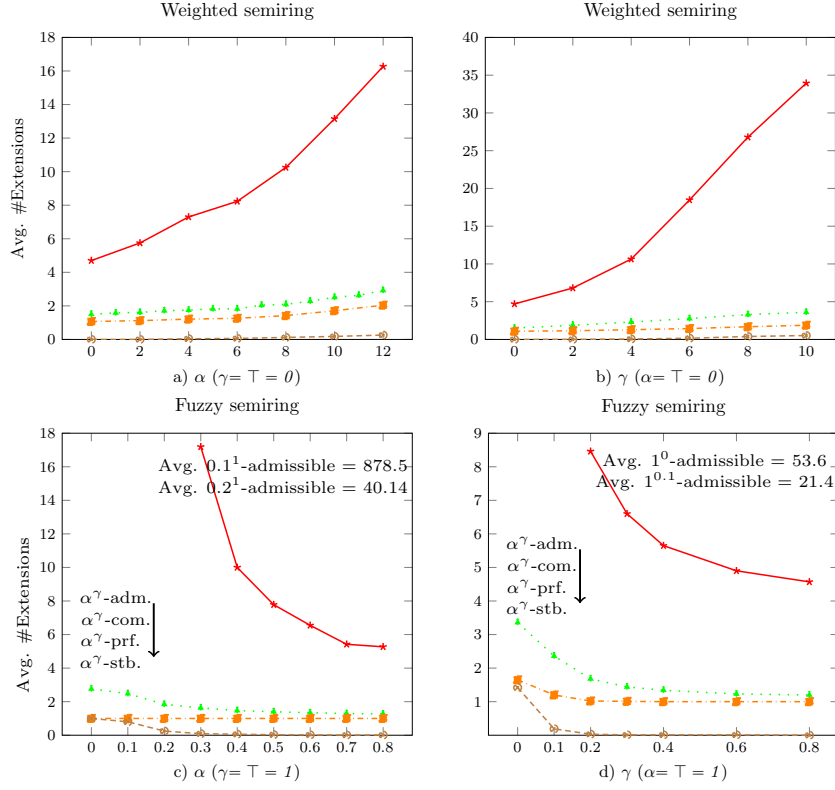 Weighted semiring
Avg. #Extensions
18
16
14
12
10
8
6
4
2
0
0 2 4 6 8 10 12
a) α (γ= ⊤ = 0)
Weighted semiring
40
35
30
25
20
15
10
5
0
0 2 4 6 8 10
b) γ (α= ⊤ = 0)
Fuzzy semiring
Avg. #Extensions
18
16
14
12
10
8
6
4
2
0
Avg. 0.1¹-admissible = 878.5
Avg. 0.2¹-admissible = 40.14
α^γ-adm.
α^γ-com.
α^γ-prf.
α^γ-stb.
0 0.1 0.2 0.3 0.4 0.5 0.6 0.7 0.8
c) α (γ= ⊤ = 1)
Fuzzy semiring
9
8
7
6
5
4
3
2
1
Avg. 1⁰-admissible = 53.6
Avg. 1^0.1-admissible = 21.4
α^γ-adm.
α^γ-com.
α^γ-prf.
α^γ-stb.
0 0.1 0.2 0.3 0.4 0.6 0.8
d) γ (α= ⊤ = 1)